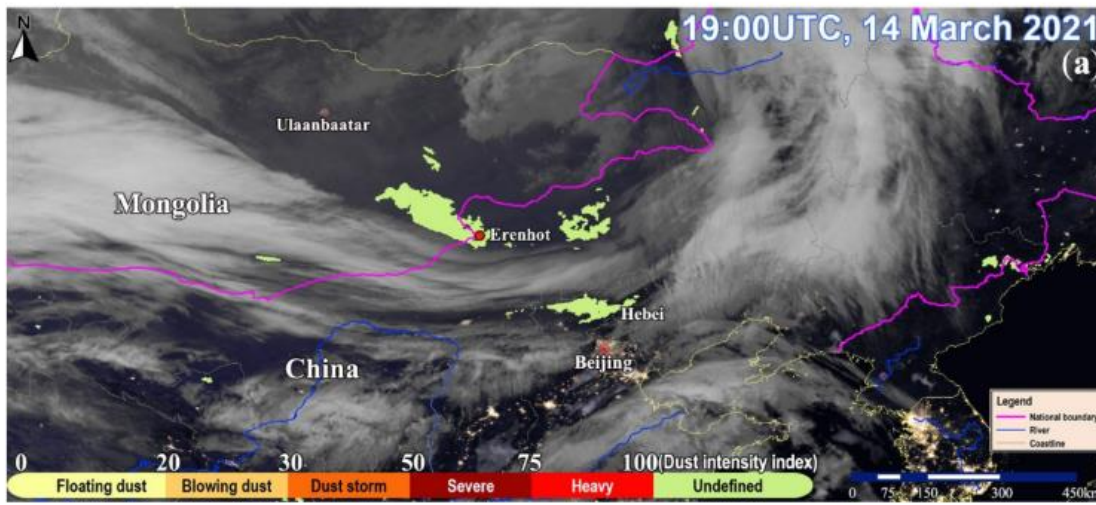 N
19:00UTC, 14 March 2021
(a)
Ulaanbaatar
Mongolia
Erenhot
Hebei
Beijing
China
Legend
National boundary
River
Coastline
0 20 30 50 75 100(Dust intensity index)
Floating dust Blowing dust Dust storm Severe Heavy Undefined
0 75 150 300 450km